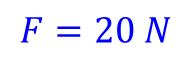 F = 20 N